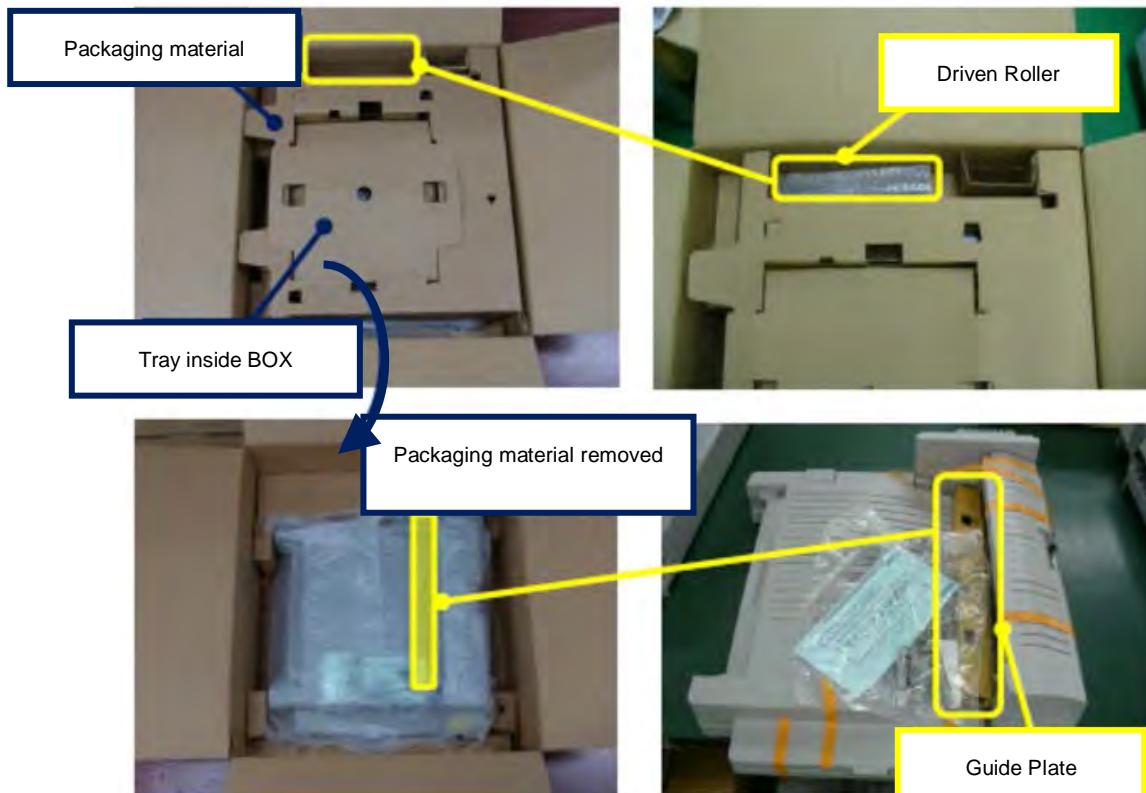 Packaging material
Driven Roller
Tray inside BOX
Packaging material removed
Guide Plate